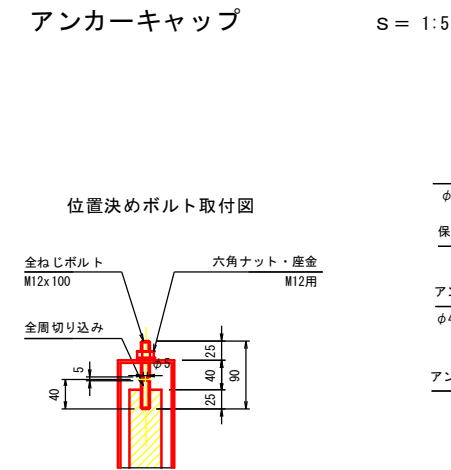 アンカーキャップ
S= 1:5
位置決めボルト取付図
全ねじボルト
M12x100
六角ナット・座金
M12用
全周切り込み
φ5
5
40
25
40
25
90
φ
保
ア
φ4
アン